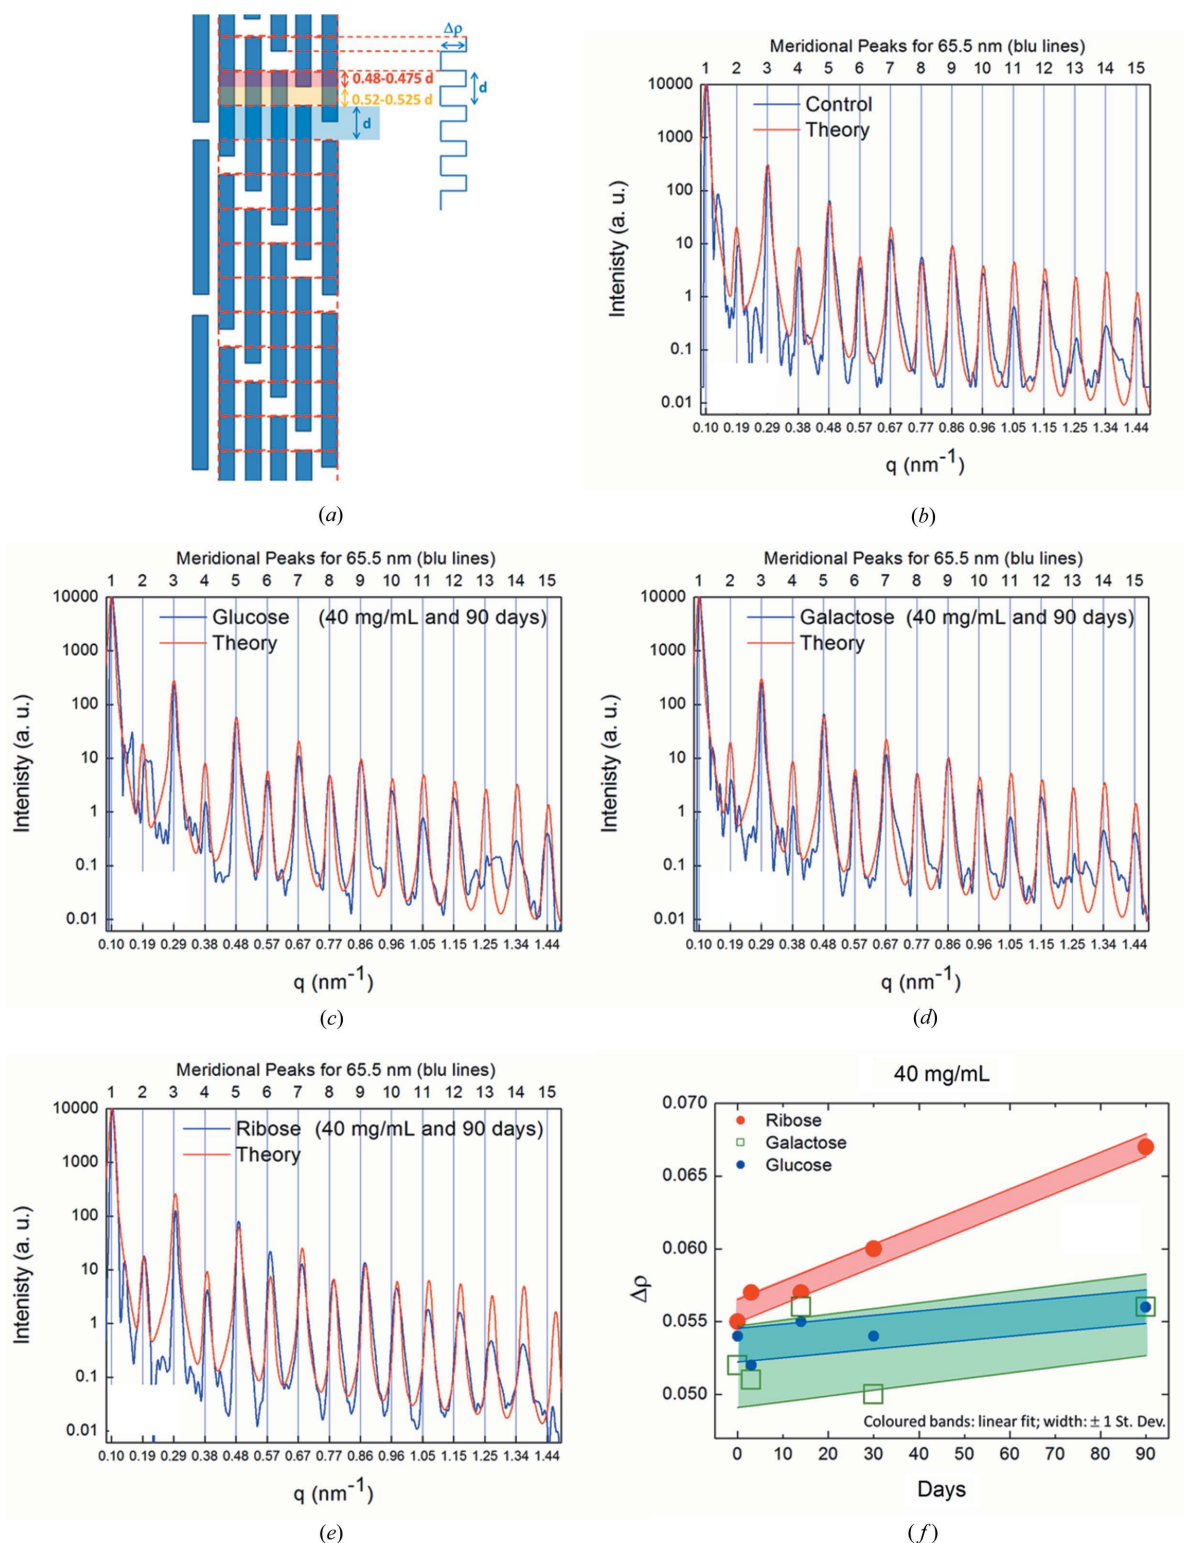 Δρ
0.48-0.475 d
0.52-0.525 d
d
d
(a)
Meridional Peaks for 65.5 nm (blu lines)
1 2 3 4 5 6 7 8 9 10 11 12 13 14 15
Control
Theory
10000
1000
100
10
1
0.1
0.01
Intenisty (a. u.)
0.10 0.19 0.29 0.38 0.48 0.57 0.67 0.77 0.86 0.96 1.05 1.15 1.25 1.34 1.44
q (nm-1)
(b)
Meridional Peaks for 65.5 nm (blu lines)
1 2 3 4 5 6 7 8 9 10 11 12 13 14 15
Glucose (40 mg/mL and 90 days)
Theory
10000
1000
100
10
1
0.1
0.01
Intenisty (a. u.)
0.10 0.19 0.29 0.38 0.48 0.57 0.67 0.77 0.86 0.96 1.05 1.15 1.25 1.34 1.44
q (nm-1)
(c)
Meridional Peaks for 65.5 nm (blu lines)
1 2 3 4 5 6 7 8 9 10 11 12 13 14 15
Galactose (40 mg/mL and 90 days)
Theory
10000
1000
100
10
1
0.1
0.01
Intenisty (a. u.)
0.10 0.19 0.29 0.38 0.48 0.57 0.67 0.77 0.86 0.96 1.05 1.15 1.25 1.34 1.44
q (nm-1)
(d)
Meridional Peaks for 65.5 nm (blu lines)
1 2 3 4 5 6 7 8 9 10 11 12 13 14 15
Ribose (40 mg/mL and 90 days)
Theory
10000
1000
100
10
1
0.1
0.01
Intenisty (a. u.)
0.10 0.19 0.29 0.38 0.48 0.57 0.67 0.77 0.86 0.96 1.05 1.15 1.25 1.34 1.44
q (nm-1)
(e)
40 mg/mL
Ribose
Galactose
Glucose
0.070
0.065
0.060
0.055
0.050
Δρ
Coloured bands: linear fit; width: ± 1 St. Dev.
0 10 20 30 40 50 60 70 80 90
Days
(f)